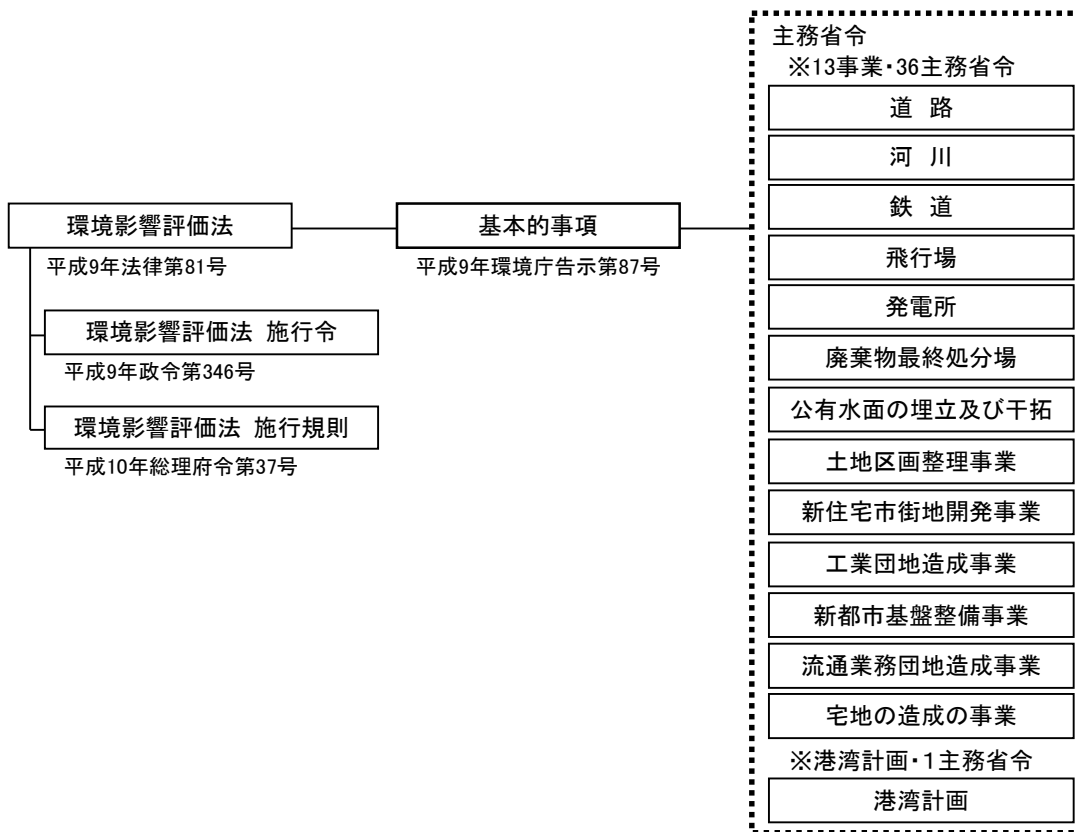 環境影響評価法
平成9年法律第81号
環境影響評価法 施行令
平成9年政令第346号
環境影響評価法 施行規則
平成10年総理府令第37号
基本的事項
平成9年環境庁告示第87号
主務省令
※13事業・36主務省令
道 路
河 川
鉄 道
飛行場
発電所
廃棄物最終処分場
公有水面の埋立及び干拓
土地区画整理事業
新住宅市街地開発事業
工業団地造成事業
新都市基盤整備事業
流通業務団地造成事業
宅地の造成の事業
※港湾計画・1主務省令
港湾計画